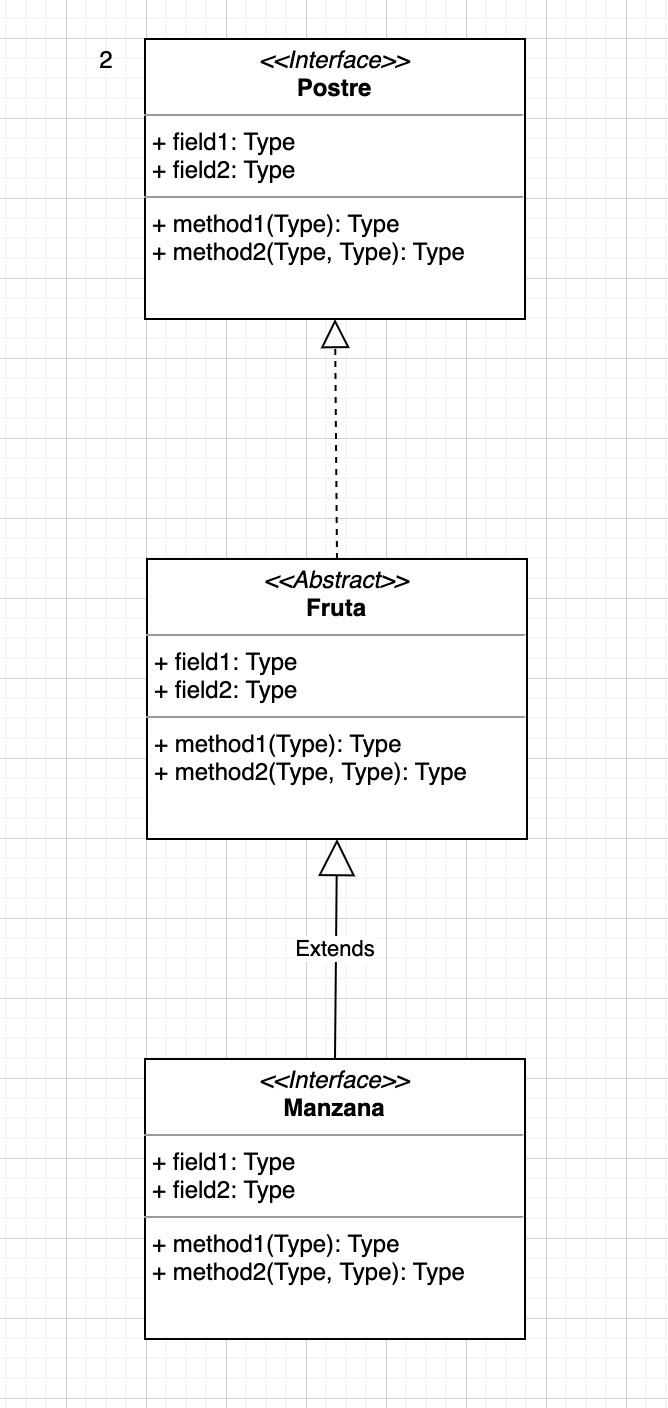 2
<<Interface>>
Postre
+ field1: Type
+ field2: Type
+ method1(Type): Type
+ method2(Type, Type): Type
<<Abstract>>
Fruta
+ field1: Type
+ field2: Type
+ method1(Type): Type
+ method2(Type, Type): Type
Extends
<<Interface>>
Manzana
+ field1: Type
+ field2: Type
+ method1(Type): Type
+ method2(Type, Type): Type